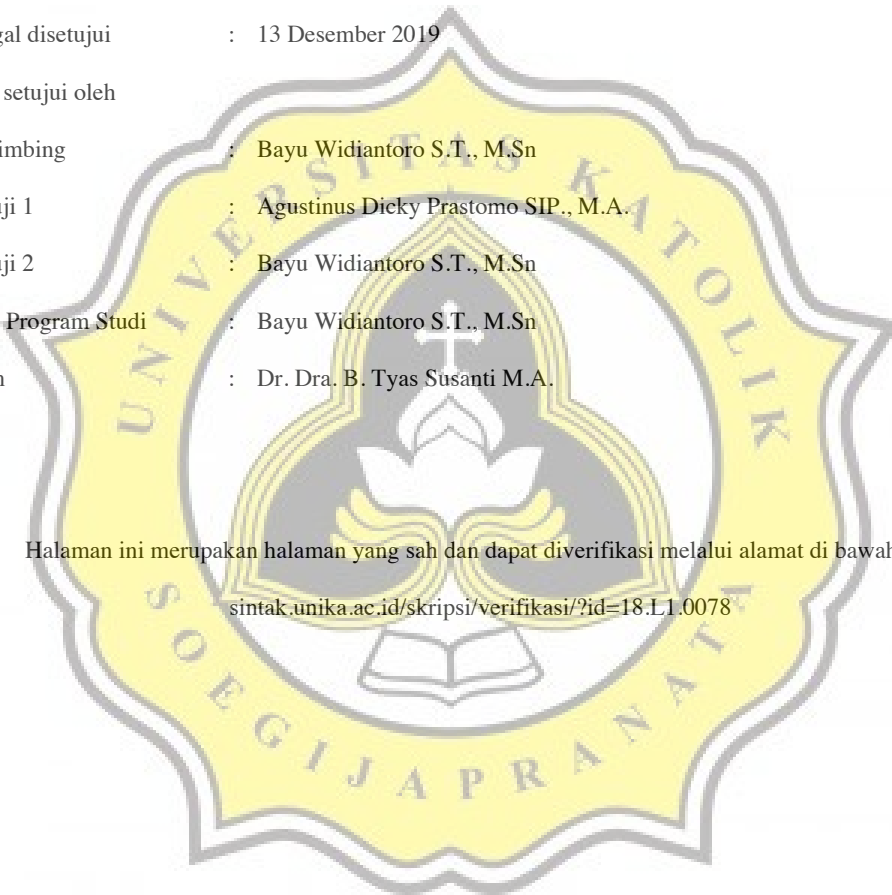 gal disetujui : 13 Desember 2019
setujui oleh
imbing : Bayu Widiantoro S.T., M.Sn
ji 1 : Agustinus Dicky Prastomo SIP., M.A.
ji 2 : Bayu Widiantoro S.T., M.Sn
Program Studi : Bayu Widiantoro S.T., M.Sn
n : Dr. Dra. B. Tyas Susanti M.A.
Halaman ini merupakan halaman yang sah dan dapat diverifikasi melalui alamat di bawah
sintak.unika.ac.id/skripsi/verifikasi/?id=18.L1.0078
UNIVERSITAS KATOLIK
SOEGIJAPRANATA